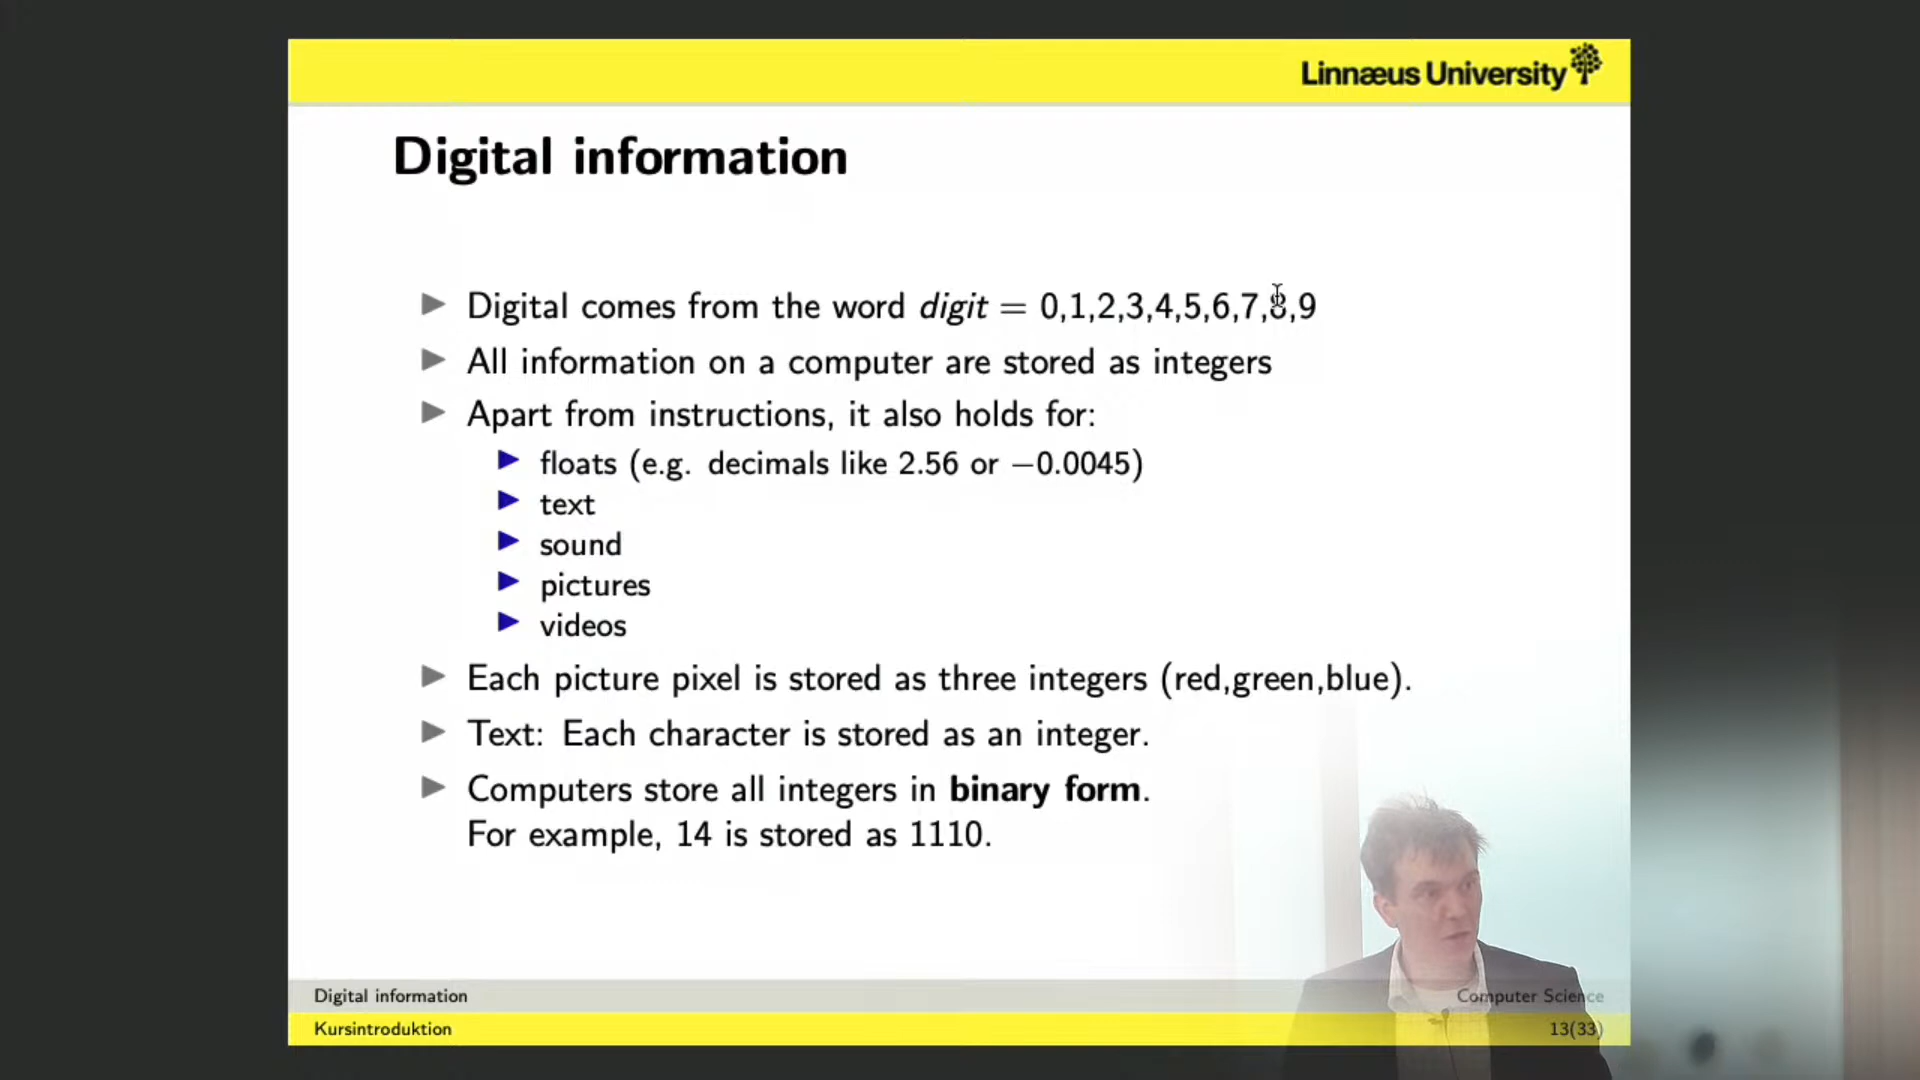 Linnæus University
Digital information
Digital comes from the word digit = 0,1,2,3,4,5,6,7,8,9
All information on a computer are stored as integers
Apart from instructions, it also holds for:
floats (e.g. decimals like 2.56 or −0.0045)
text
sound
pictures
videos
Each picture pixel is stored as three integers (red,green,blue).
Text: Each character is stored as an integer.
Computers store all integers in binary form.
For example, 14 is stored as 1110.
Digital information
Computer Science
Kursintroduktion
13(33)